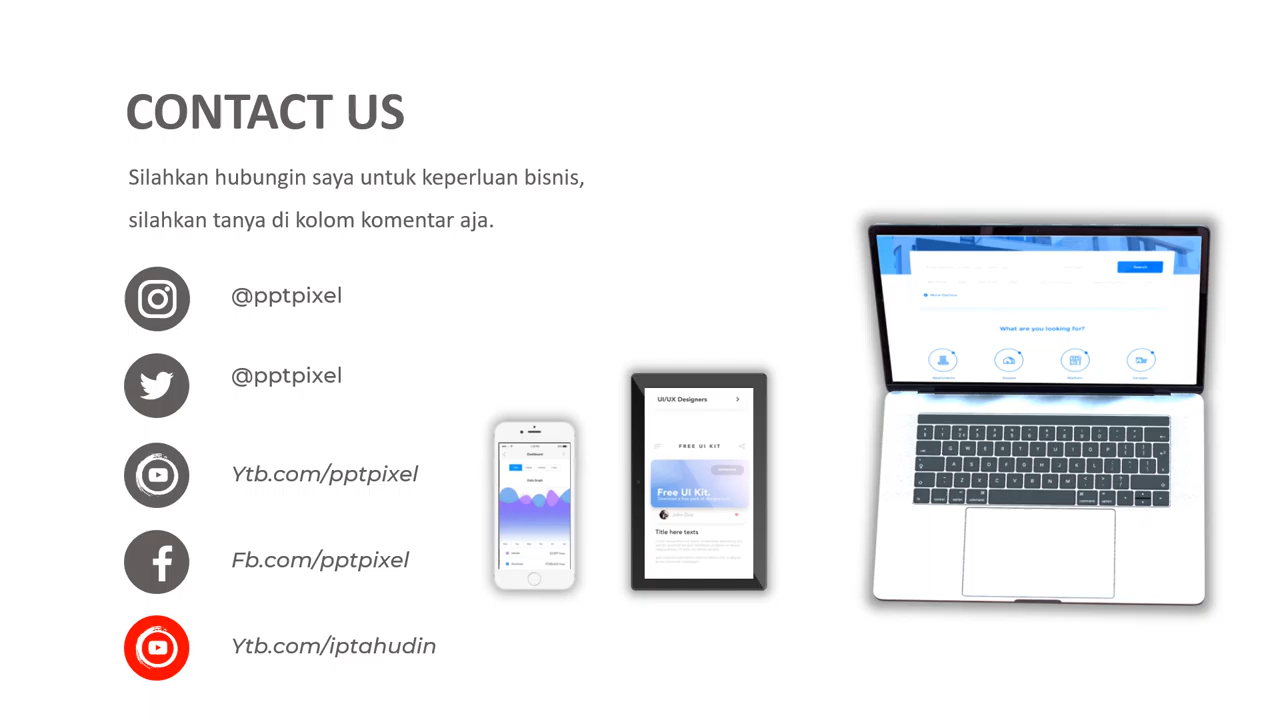 CONTACT US
Silahkan hubungin saya untuk keperluan bisnis,
silahkan tanya di kolom komentar aja.
@pptpixel
@pptpixel
Ytb.com/pptpixel
Fb.com/pptpixel
Ytb.com/iptahudin
Dashboard
UI/UX Designers
FREE UI KIT
Free UI Kit.
Title here texts
What are you looking for?